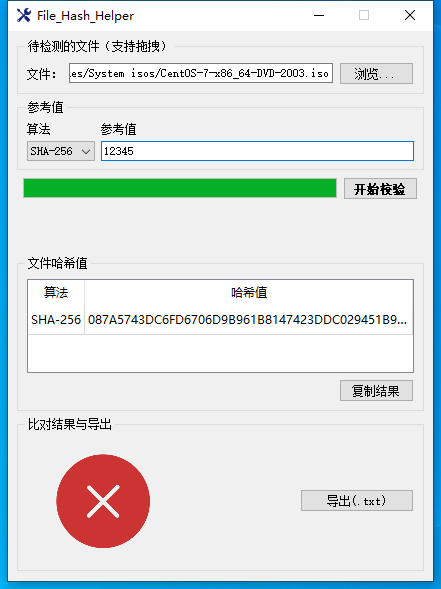 File_Hash_Helper
待检测的文件（支持拖拽）
文件：
es/System isos/CentOS-7-x86_64-DVD-2003.iso
浏览...
参考值
算法
参考值
SHA-256
12345
开始校验
文件哈希值
算法
哈希值
SHA-256
087A5743DC6FD6706D9B961B8147423DDC029451B9...
复制结果
比对结果与导出
导出(.txt)